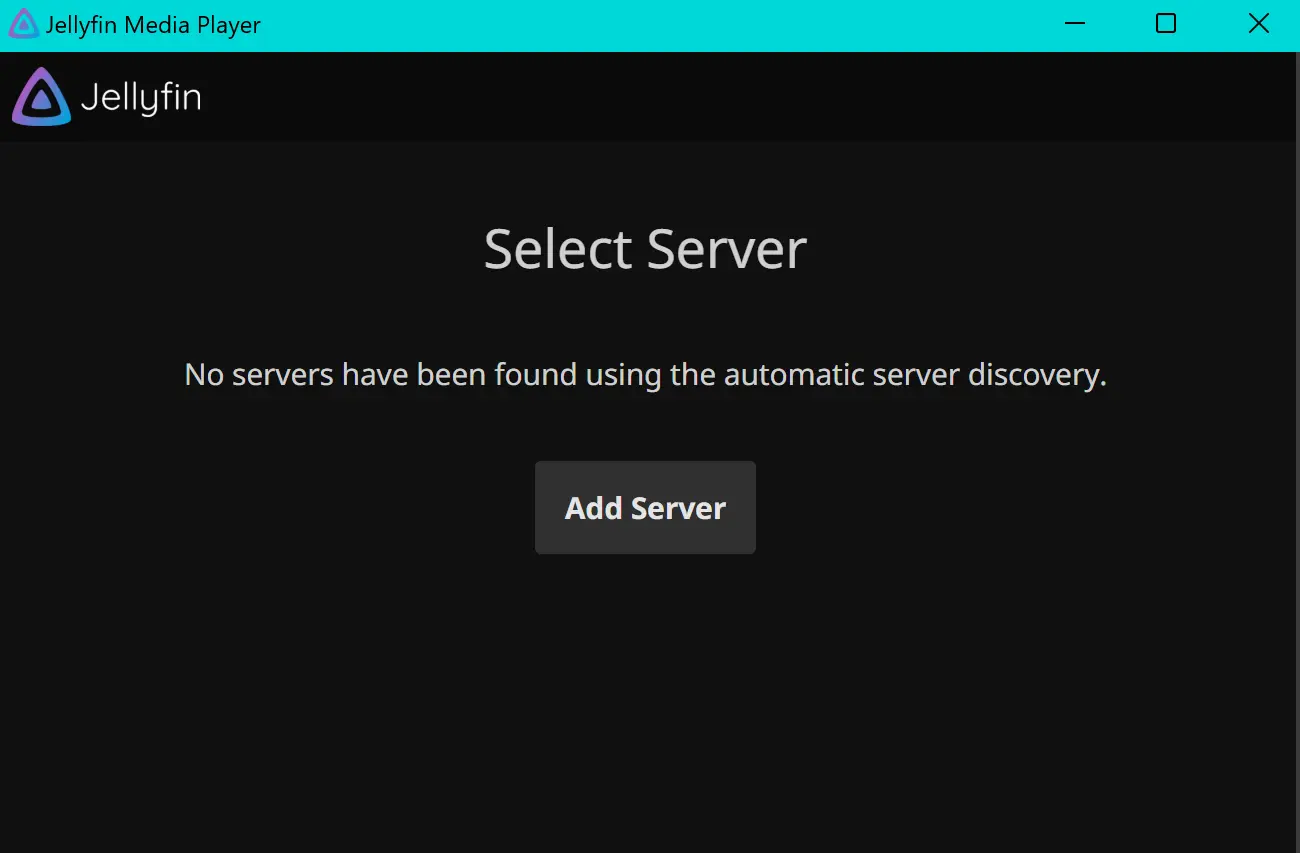 Jellyfin Media Player
Jellyfin
Select Server
No servers have been found using the automatic server discovery.
Add Server